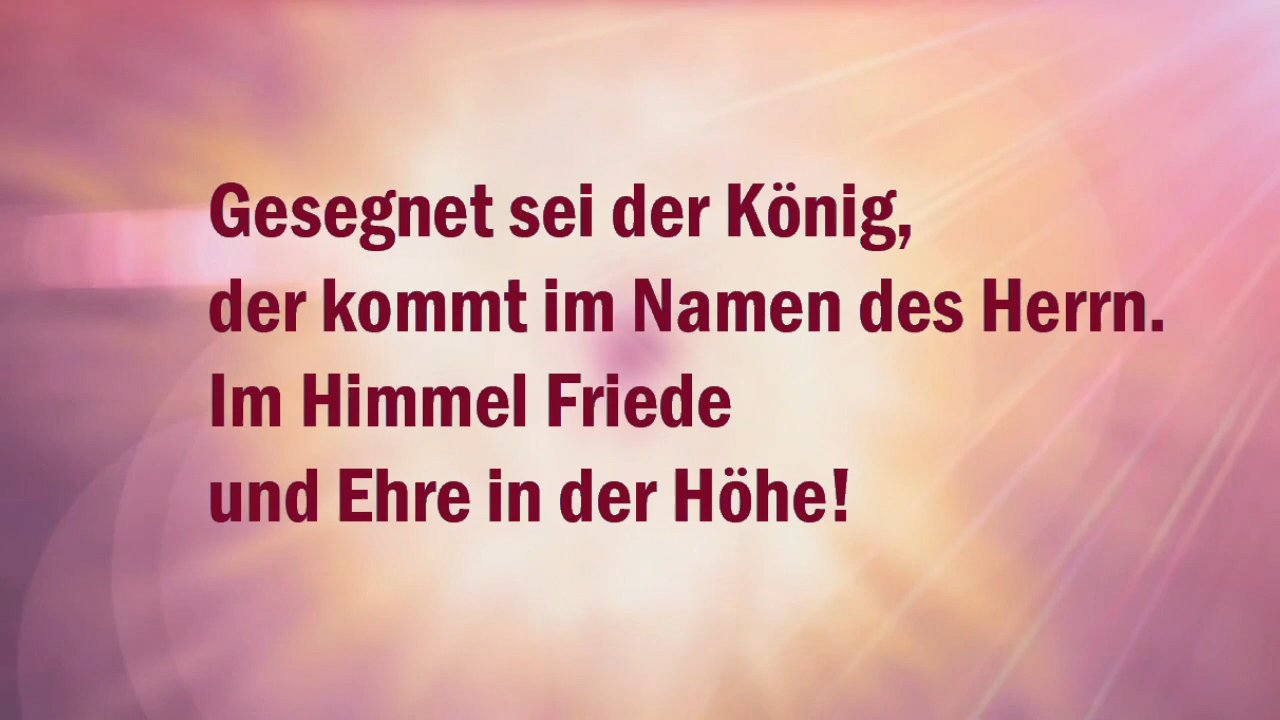 Gesegnet sei der König,
der kommt im Namen des Herrn.
Im Himmel Friede
und Ehre in der Höhe!